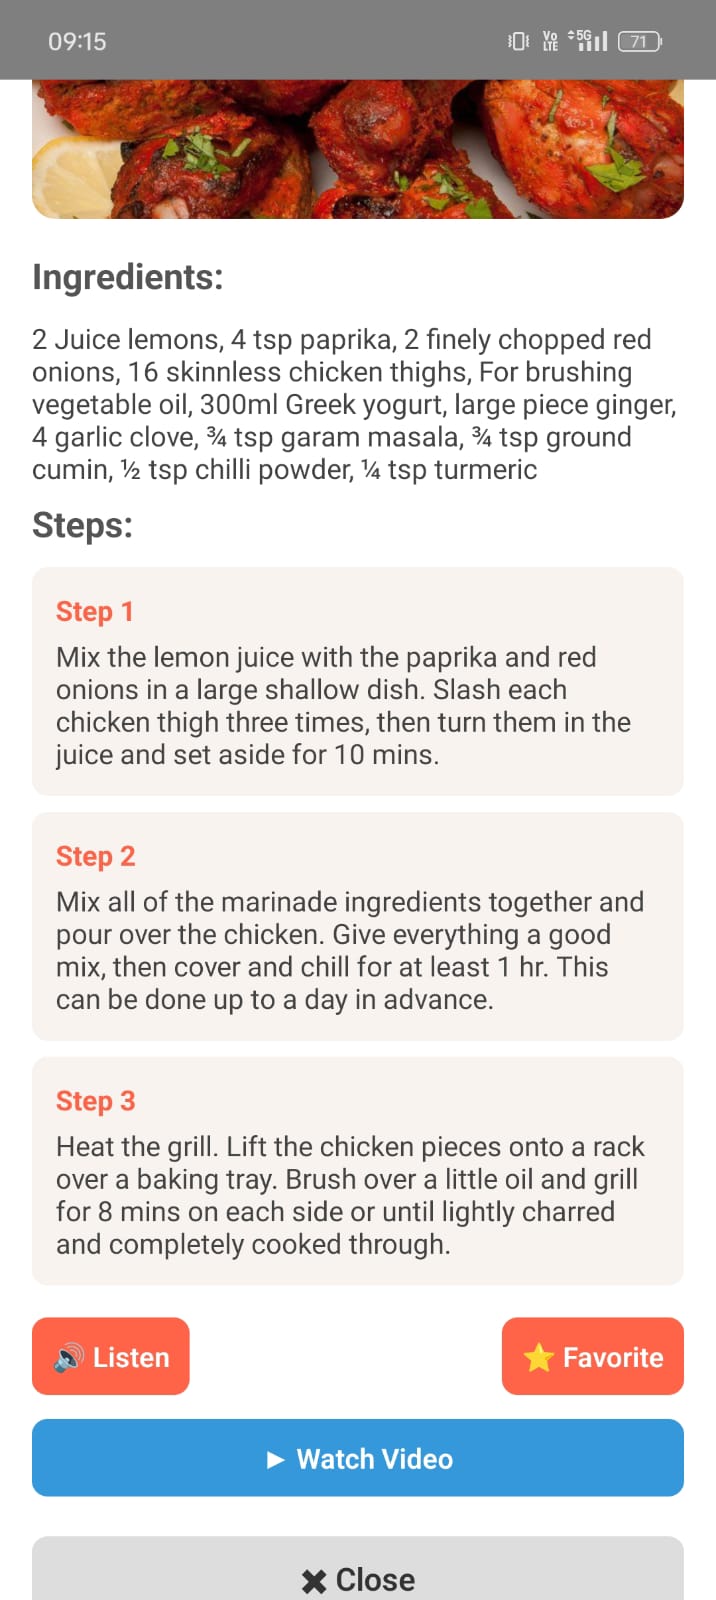 09:15
Vo LTE 5G 71
Ingredients:
2 Juice lemons, 4 tsp paprika, 2 finely chopped red
onions, 16 skinnless chicken thighs, For brushing
vegetable oil, 300ml Greek yogurt, large piece ginger,
4 garlic clove, ¾ tsp garam masala, ¾ tsp ground
cumin, ½ tsp chilli powder, ¼ tsp turmeric
Steps:
Step 1
Mix the lemon juice with the paprika and red
onions in a large shallow dish. Slash each
chicken thigh three times, then turn them in the
juice and set aside for 10 mins.
Step 2
Mix all of the marinade ingredients together and
pour over the chicken. Give everything a good
mix, then cover and chill for at least 1 hr. This
can be done up to a day in advance.
Step 3
Heat the grill. Lift the chicken pieces onto a rack
over a baking tray. Brush over a little oil and grill
for 8 mins on each side or until lightly charred
and completely cooked through.
🔊 Listen
⭐ Favorite
▶ Watch Video
✖ Close